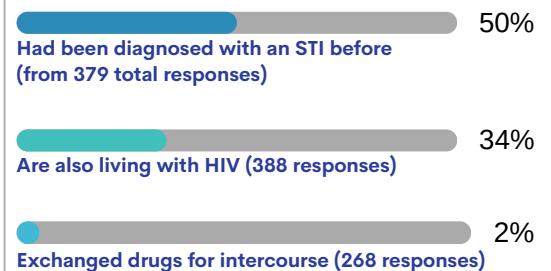 50%
Had been diagnosed with an STI before
(from 379 total responses)
34%
Are also living with HIV (388 responses)
2%
Exchanged drugs for intercourse (268 responses)